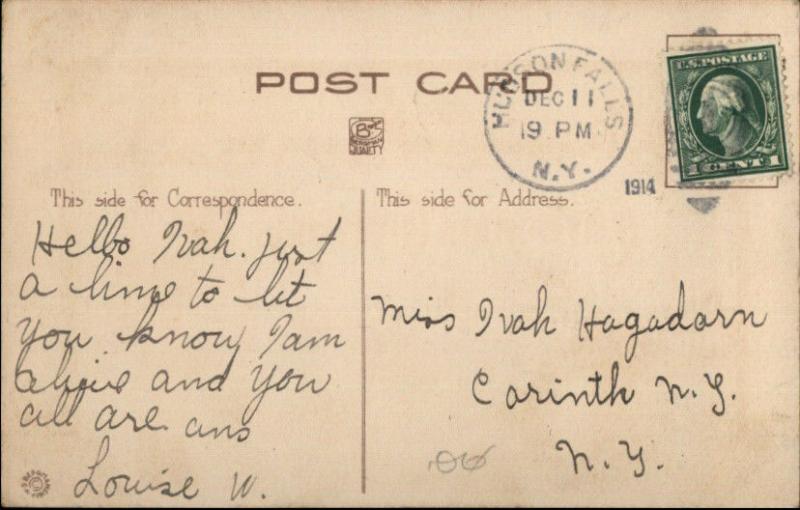 POST CARD
HUDSON FALLS
DEC 11
19 PM
N.Y.
1914
U.S. POSTAGE
1 CENT 1
QUALITY
This side for Correspondence.
This side for Address.
Hello Ivah. just
a line to let
you know I am
alive and you
all are ans
Louise W.
Miss Ivah Hagadorn
Corinth N.Y.
N.Y.